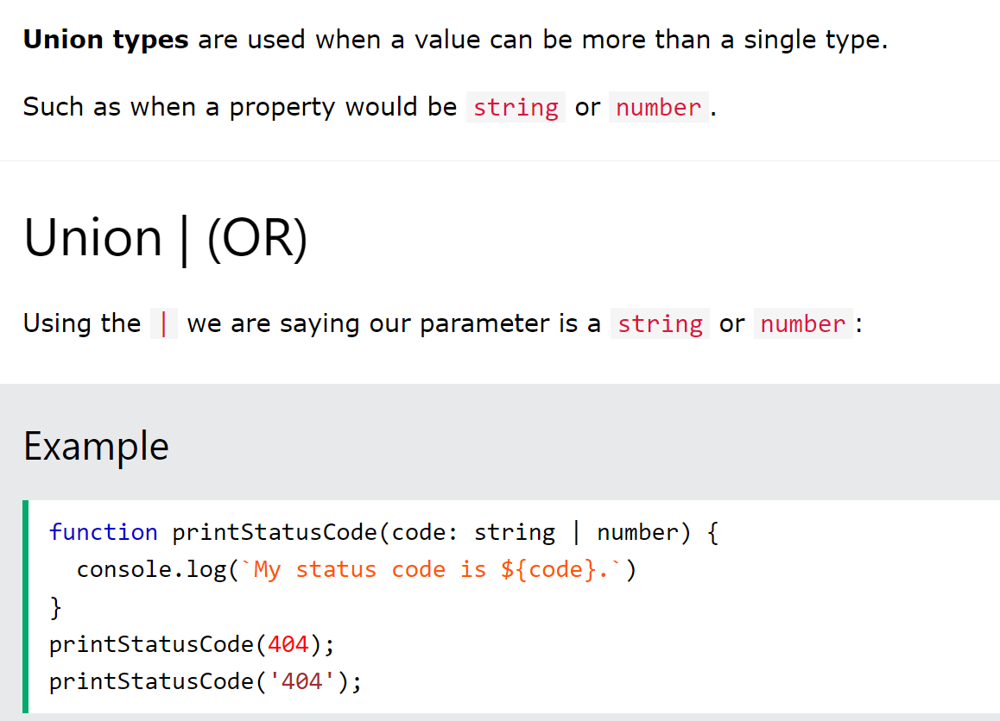 Union types are used when a value can be more than a single type.
Such as when a property would be string or number.
Union | (OR)
Using the | we are saying our parameter is a string or number:
Example
function printStatusCode(code: string | number) {
  console.log(`My status code is ${code}.`)
}
printStatusCode(404);
printStatusCode('404');